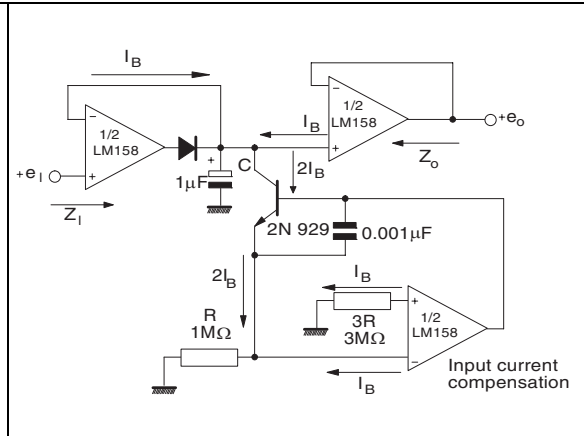 I_B
1/2
LM158
+e_I
Z_I
+
1μF
C
I_B
2I_B
1/2
LM158
+e_o
Z_o
2N 929
0.001μF
2I_B
R
1MΩ
I_B
3R
3MΩ
1/2
LM158
I_B
Input current
compensation